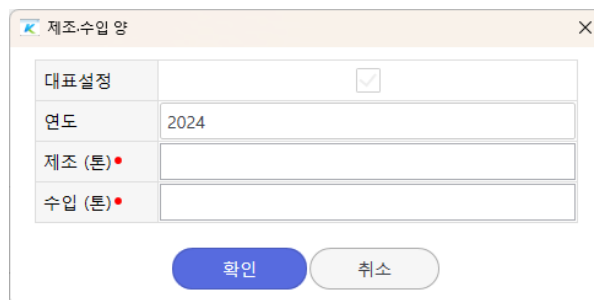 제조·수입 양
대표설정
연도 2024
제조 (톤)
수입 (톤)
확인 취소